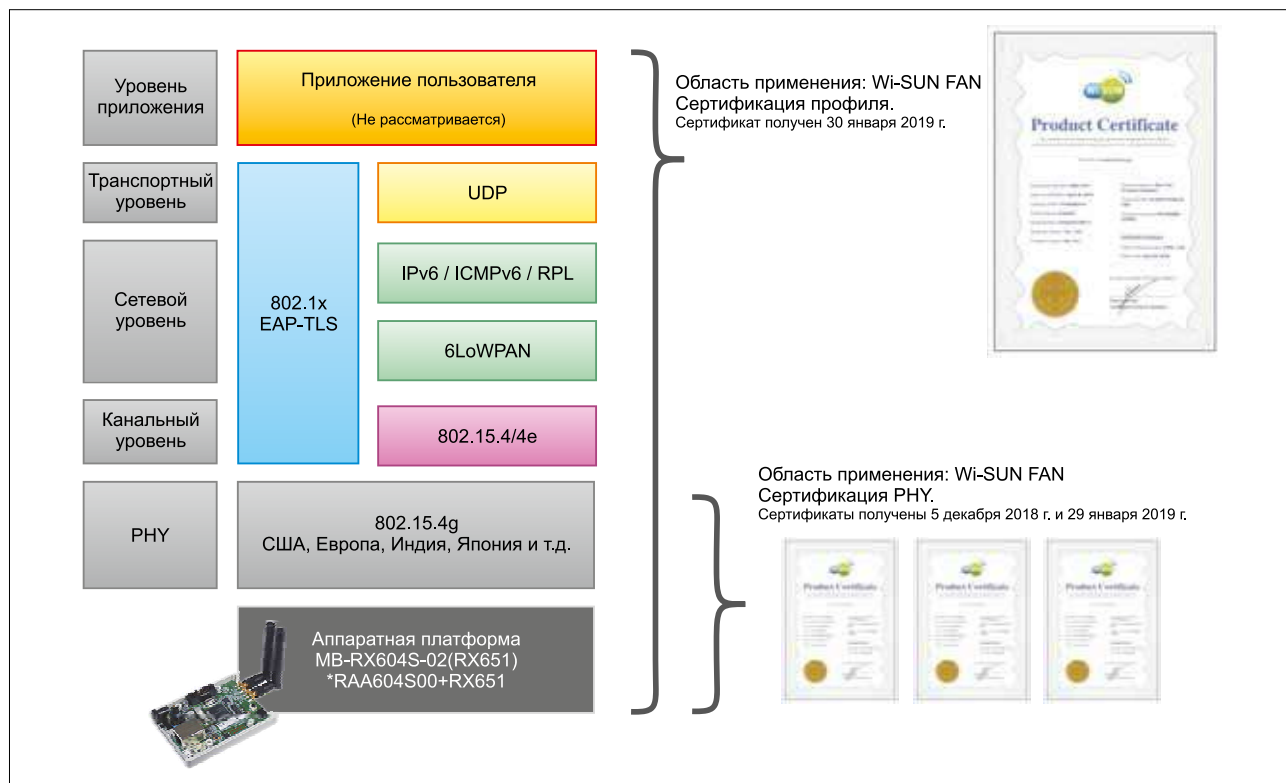 Уровень
приложения
Приложение пользователя
(Не рассматривается)
Транспортный
уровень
UDP
Сетевой
уровень
802.1x
EAP-TLS
IPv6 / ICMPv6 / RPL
6LoWPAN
Канальный
уровень
802.15.4/4e
PHY
802.15.4g
США, Европа, Индия, Япония и т.д.
Аппаратная платформа
MB-RX604S-02(RX651)
*RAA604S00+RX651
Область применения: Wi-SUN FAN
Сертификация профиля.
Сертификат получен 30 января 2019 г.
Product Certificate
Область применения: Wi-SUN FAN
Сертификация PHY.
Сертификаты получены 5 декабря 2018 г. и 29 января 2019 г.
Product Certificate
Product Certificate
Product Certificate